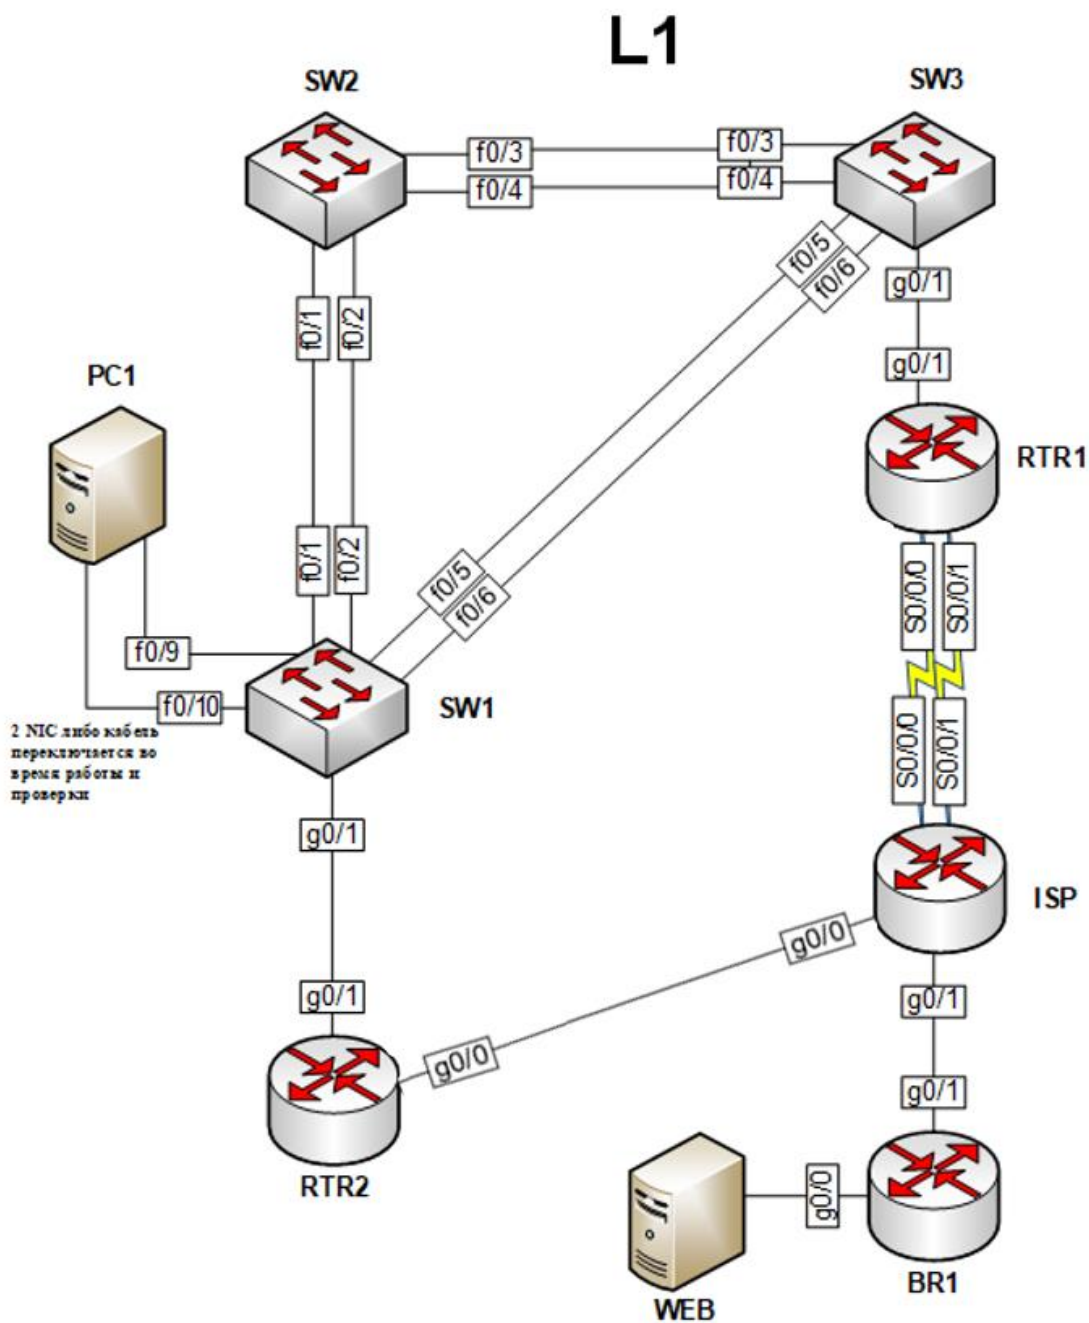 L1
SW2
SW3
f0/3
f0/3
f0/4
f0/4
f0/5
f0/6
g0/1
f0/1
f0/2
g0/1
PC1
RTR1
f0/1
f0/2
f0/5
f0/6
S0/0/0
S0/0/1
f0/9
f0/10
SW1
2 NIC либо кабель
переключается во
время работы и
проверки
S0/0/0
S0/0/1
g0/1
ISP
g0/0
g0/1
g0/1
g0/0
g0/1
RTR2
g0/0
BR1
WEB